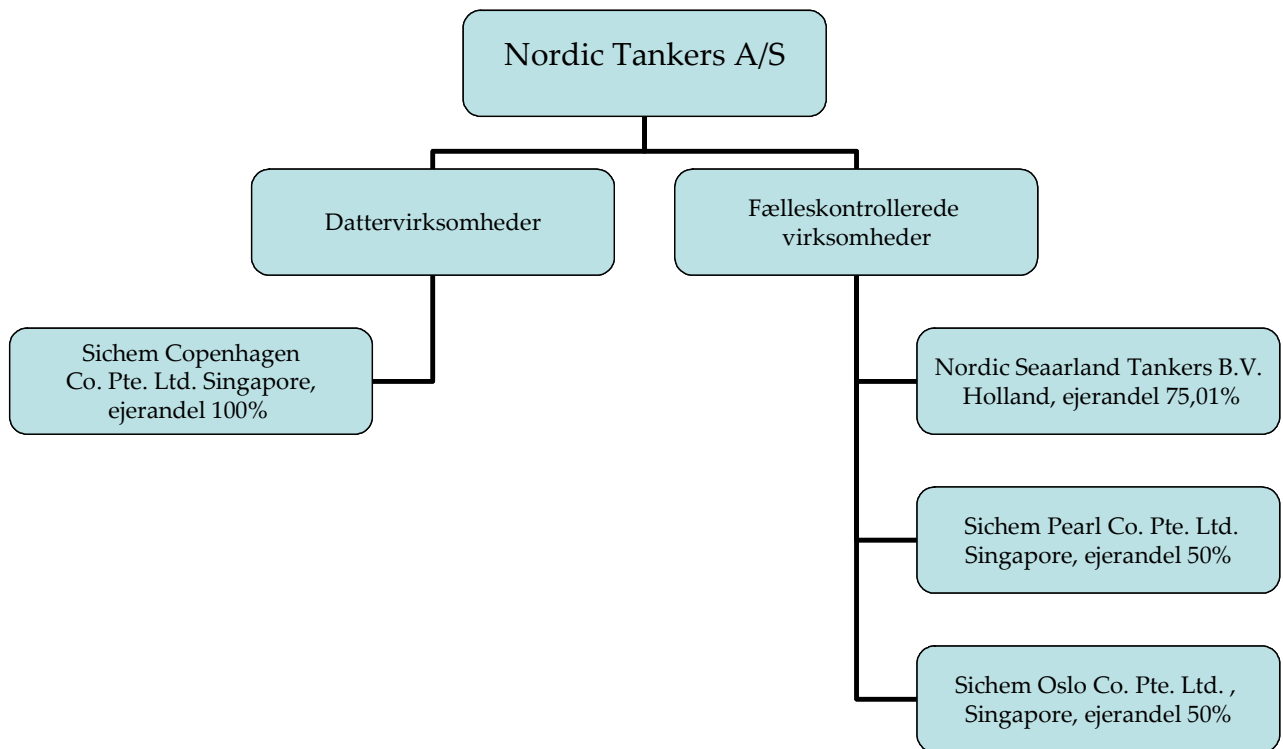 Nordic Tankers A/S
Dattervirksomheder
Fælleskontrollerede
virksomheder
Sichem Copenhagen
Co. Pte. Ltd. Singapore,
ejerandel 100%
Nordic Seaarland Tankers B.V.
Holland, ejerandel 75,01%
Sichem Pearl Co. Pte. Ltd.
Singapore, ejerandel 50%
Sichem Oslo Co. Pte. Ltd. ,
Singapore, ejerandel 50%